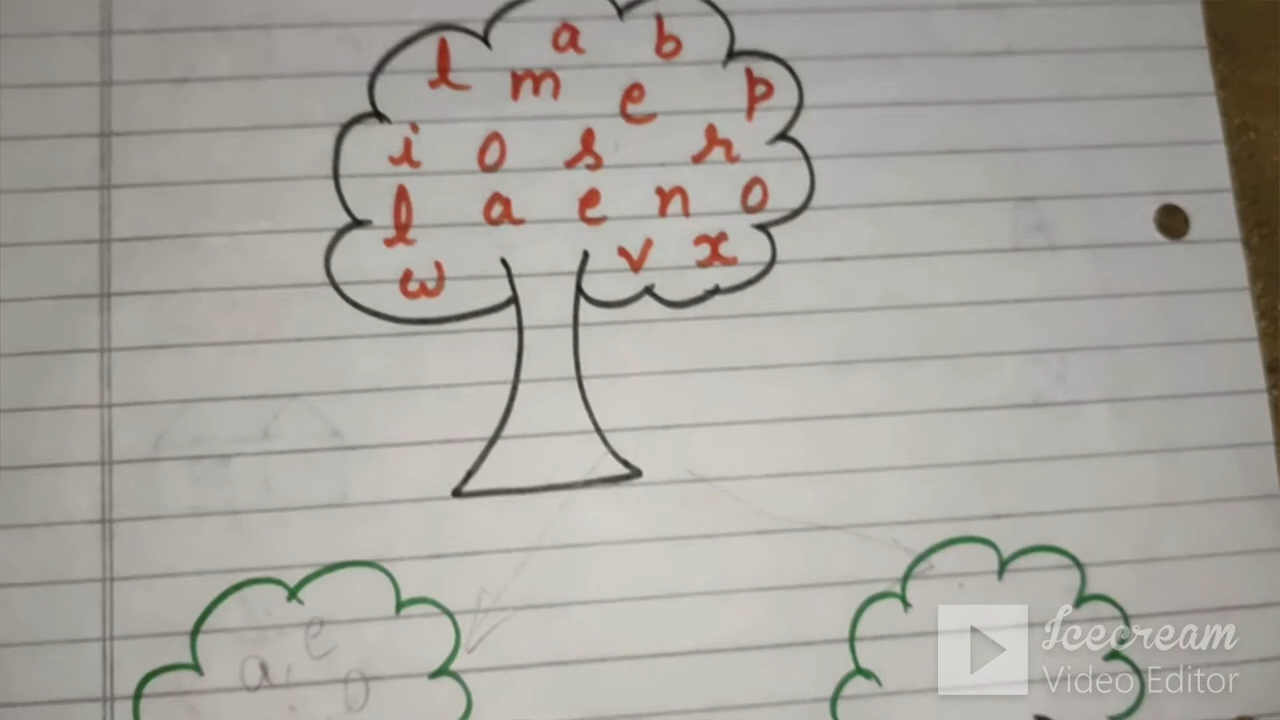 a b
l m e p
i o s r
l a e n o
w v x
e
a o
Icecream
Video Editor